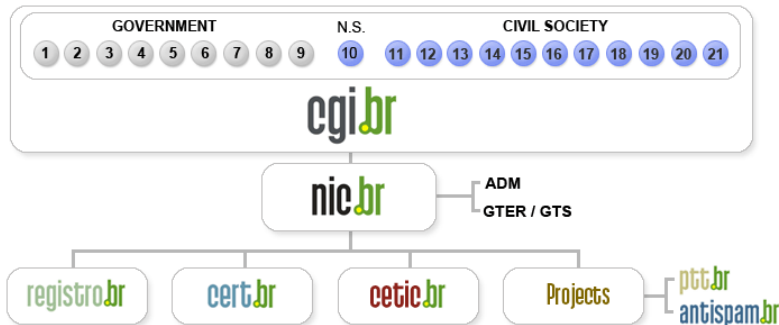 GOVERNMENT N.S. CIVIL SOCIETY
1 2 3 4 5 6 7 8 9 10 11 12 13 14 15 16 17 18 19 20 21
cgi.br
nic.br
ADM
GTER / GTS
registro.br cert.br cetic.br Projects
ptt.br
antispam.br